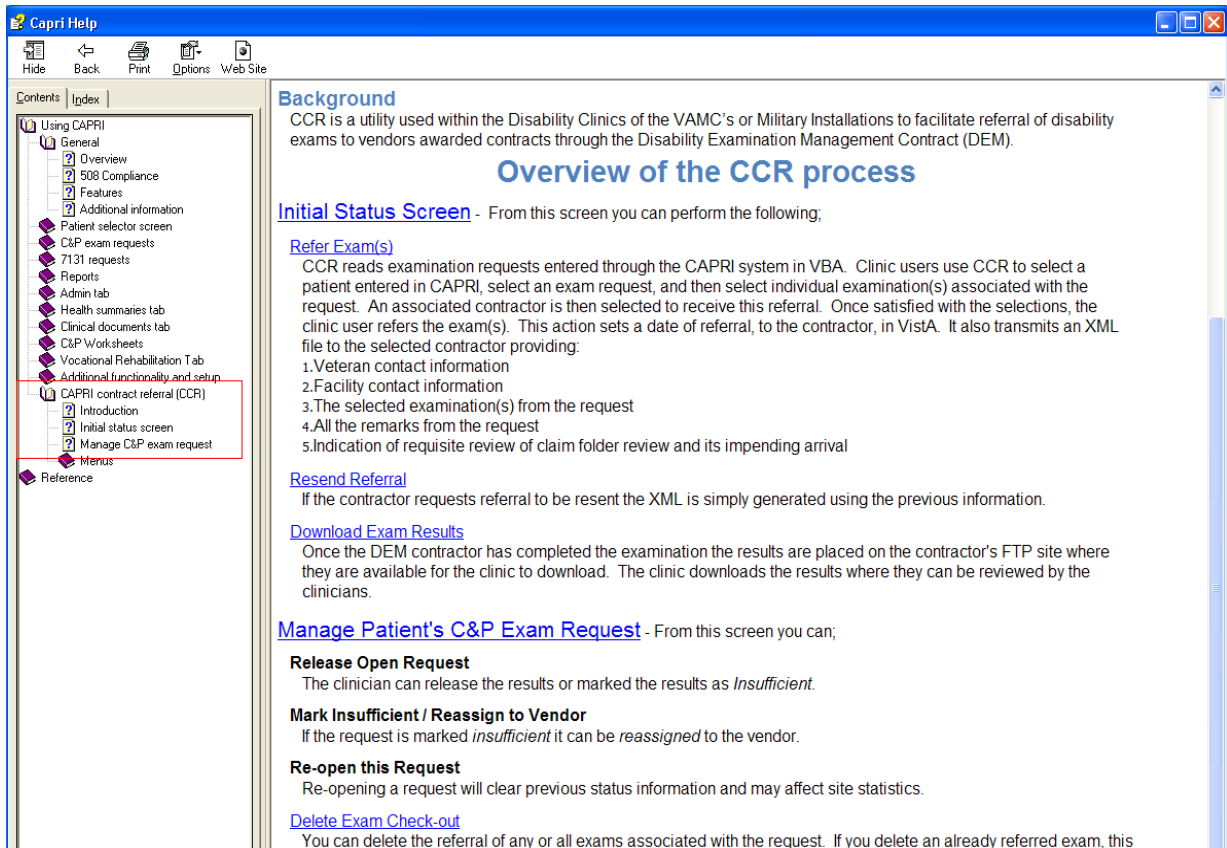 Capri Help
Hide Back Print Options Web Site
Contents Index
Using CAPRI
General
Overview
508 Compliance
Features
Additional information
Patient selector screen
C&P exam requests
7131 requests
Reports
Admin tab
Health summaries tab
Clinical documents tab
C&P Worksheets
Vocational Rehabilitation Tab
Additional functionality and setup
CAPRI contract referral (CCR)
Introduction
Initial status screen
Manage C&P exam request
Menus
Reference
Background
CCR is a utility used within the Disability Clinics of the VAMC's or Military Installations to facilitate referral of disability
exams to vendors awarded contracts through the Disability Examination Management Contract (DEM).
Overview of the CCR process
Initial Status Screen - From this screen you can perform the following;
Refer Exam(s)
CCR reads examination requests entered through the CAPRI system in VBA. Clinic users use CCR to select a
patient entered in CAPRI, select an exam request, and then select individual examination(s) associated with the
request. An associated contractor is then selected to receive this referral. Once satisfied with the selections, the
clinic user refers the exam(s). This action sets a date of referral, to the contractor, in VistA. It also transmits an XML
file to the selected contractor providing:
1.Veteran contact information
2.Facility contact information
3.The selected examination(s) from the request
4.All the remarks from the request
5.Indication of requisite review of claim folder review and its impending arrival
Resend Referral
If the contractor requests referral to be resent the XML is simply generated using the previous information.
Download Exam Results
Once the DEM contractor has completed the examination the results are placed on the contractor's FTP site where
they are available for the clinic to download. The clinic downloads the results where they can be reviewed by the
clinicians.
Manage Patient's C&P Exam Request - From this screen you can;
Release Open Request
The clinician can release the results or marked the results as Insufficient.
Mark Insufficient / Reassign to Vendor
If the request is marked insufficient it can be reassigned to the vendor.
Re-open this Request
Re-opening a request will clear previous status information and may affect site statistics.
Delete Exam Check-out
You can delete the referral of any or all exams associated with the request. If you delete an already referred exam, this